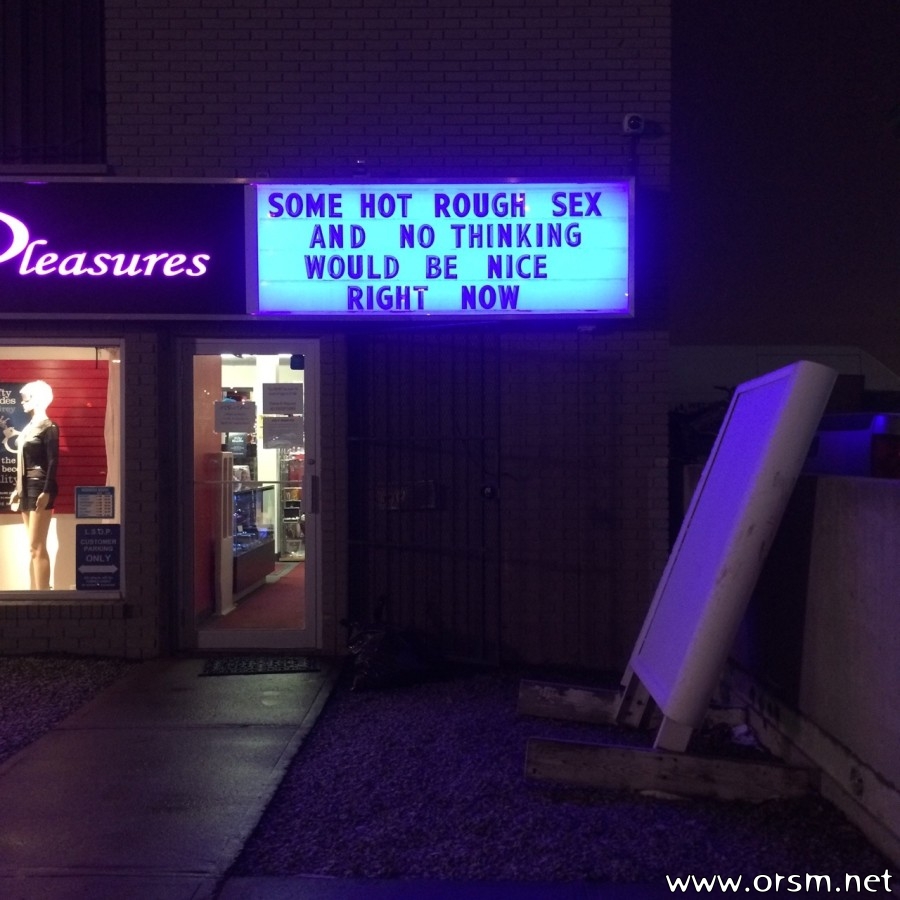 Pleasures
SOME HOT ROUGH SEX
AND NO THINKING
WOULD BE NICE
RIGHT NOW
L.S.D.P.
CUSTOMER
PARKING
ONLY
www.orsm.net